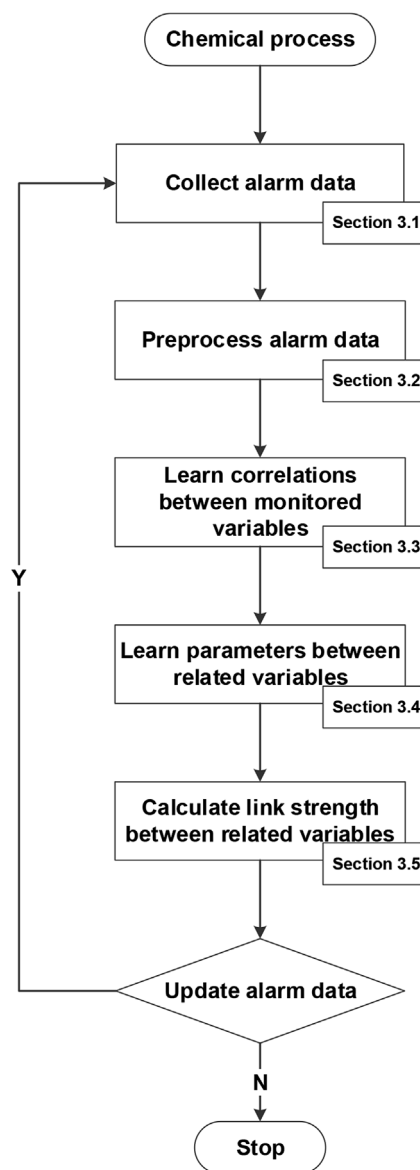 Chemical process
Collect alarm data
Section 3.1
Preprocess alarm data
Section 3.2
Learn correlations
between monitored
variables
Section 3.3
Y
Learn parameters between
related variables
Section 3.4
Calculate link strength
between related variables
Section 3.5
Update alarm data
N
Stop